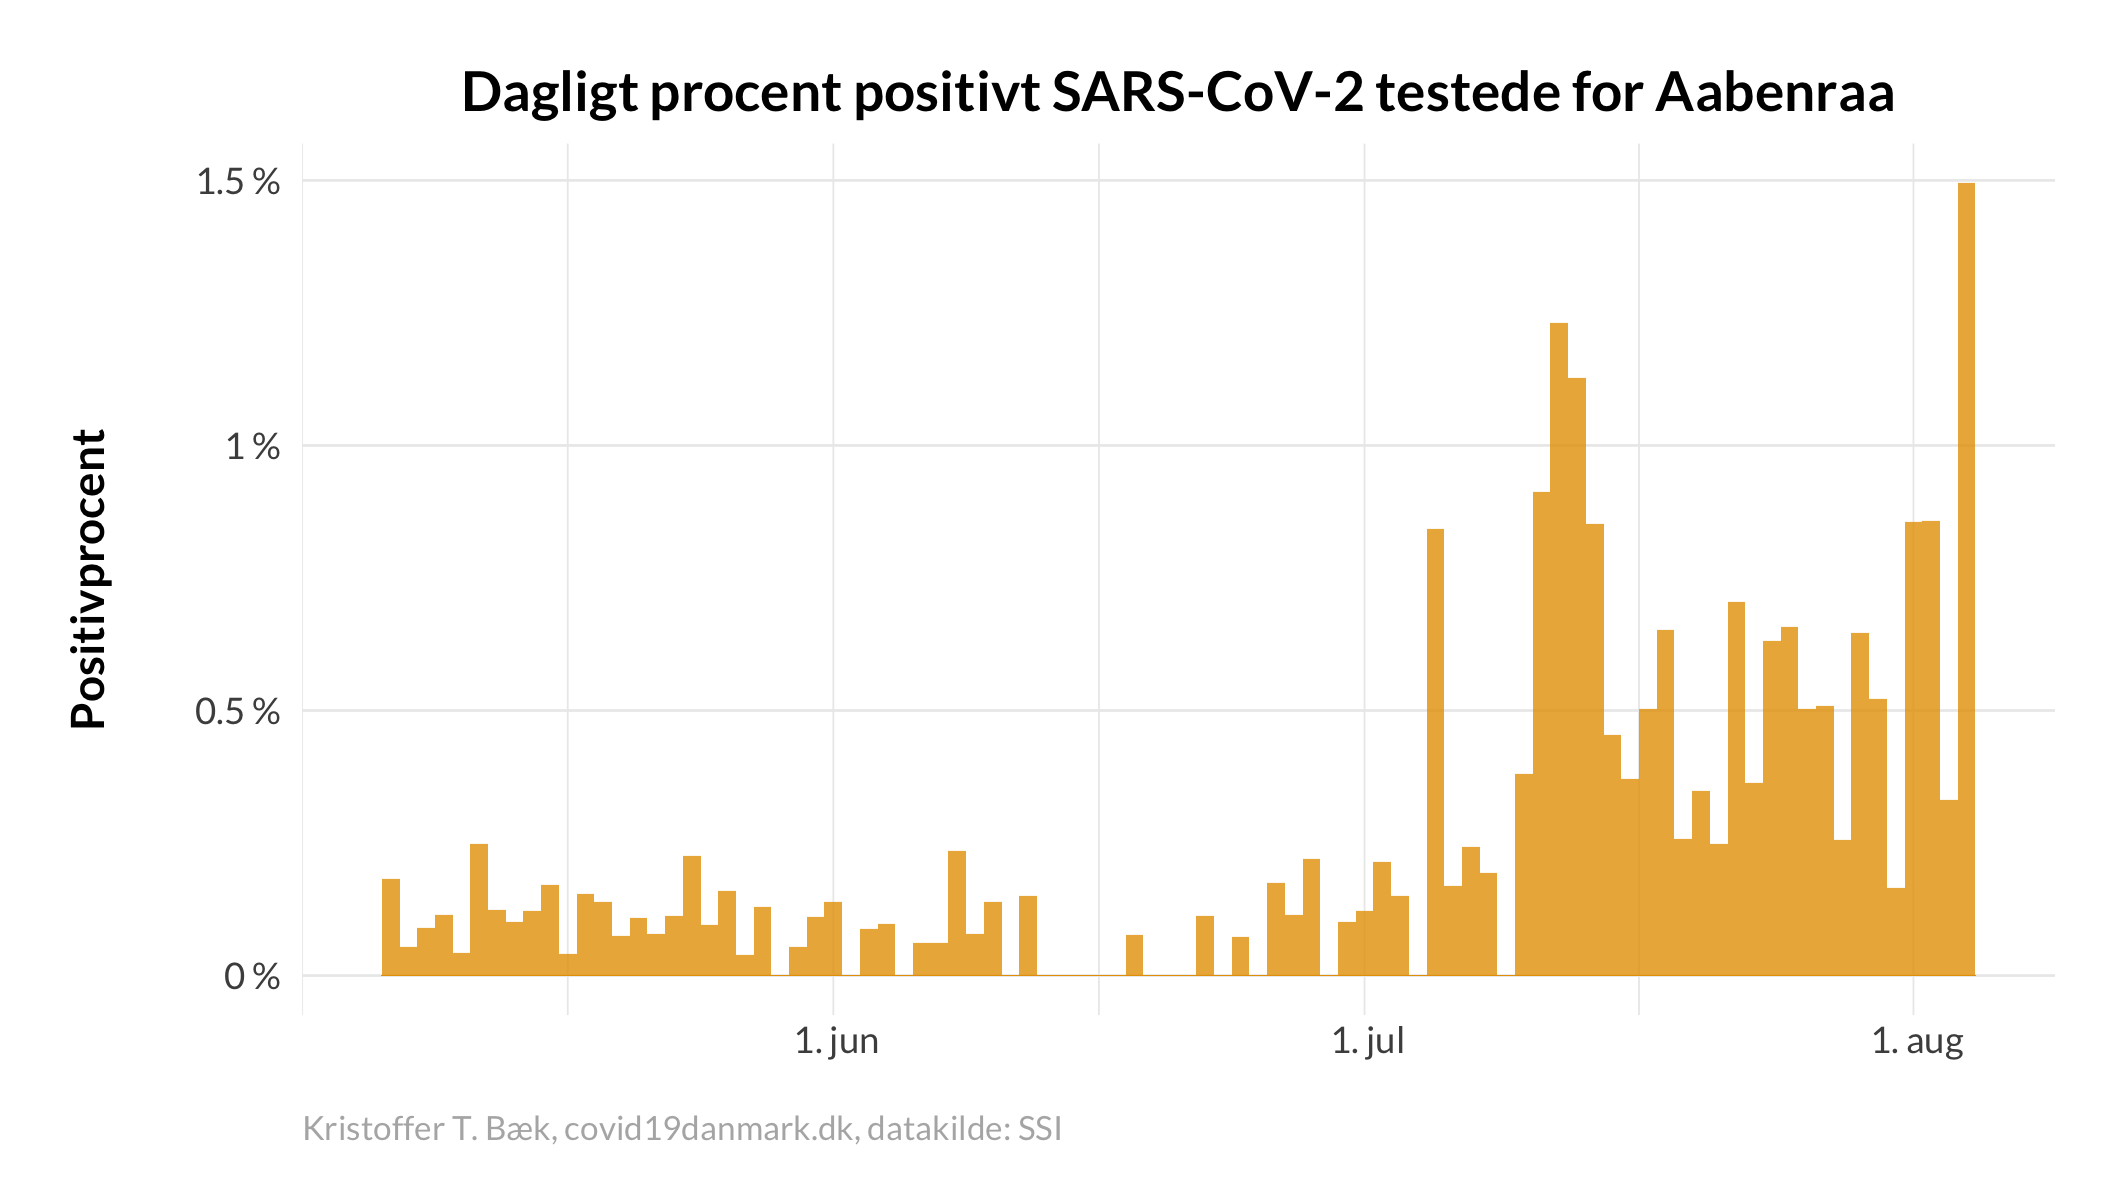 Dagligt procent positivt SARS-CoV-2 testede for Aabenraa
Positivprocent
1.5 %
1 %
0.5 %
0 %
1. jun
1. jul
1. aug
Kristoffer T. Bæk, covid19danmark.dk, datakilde: SSI